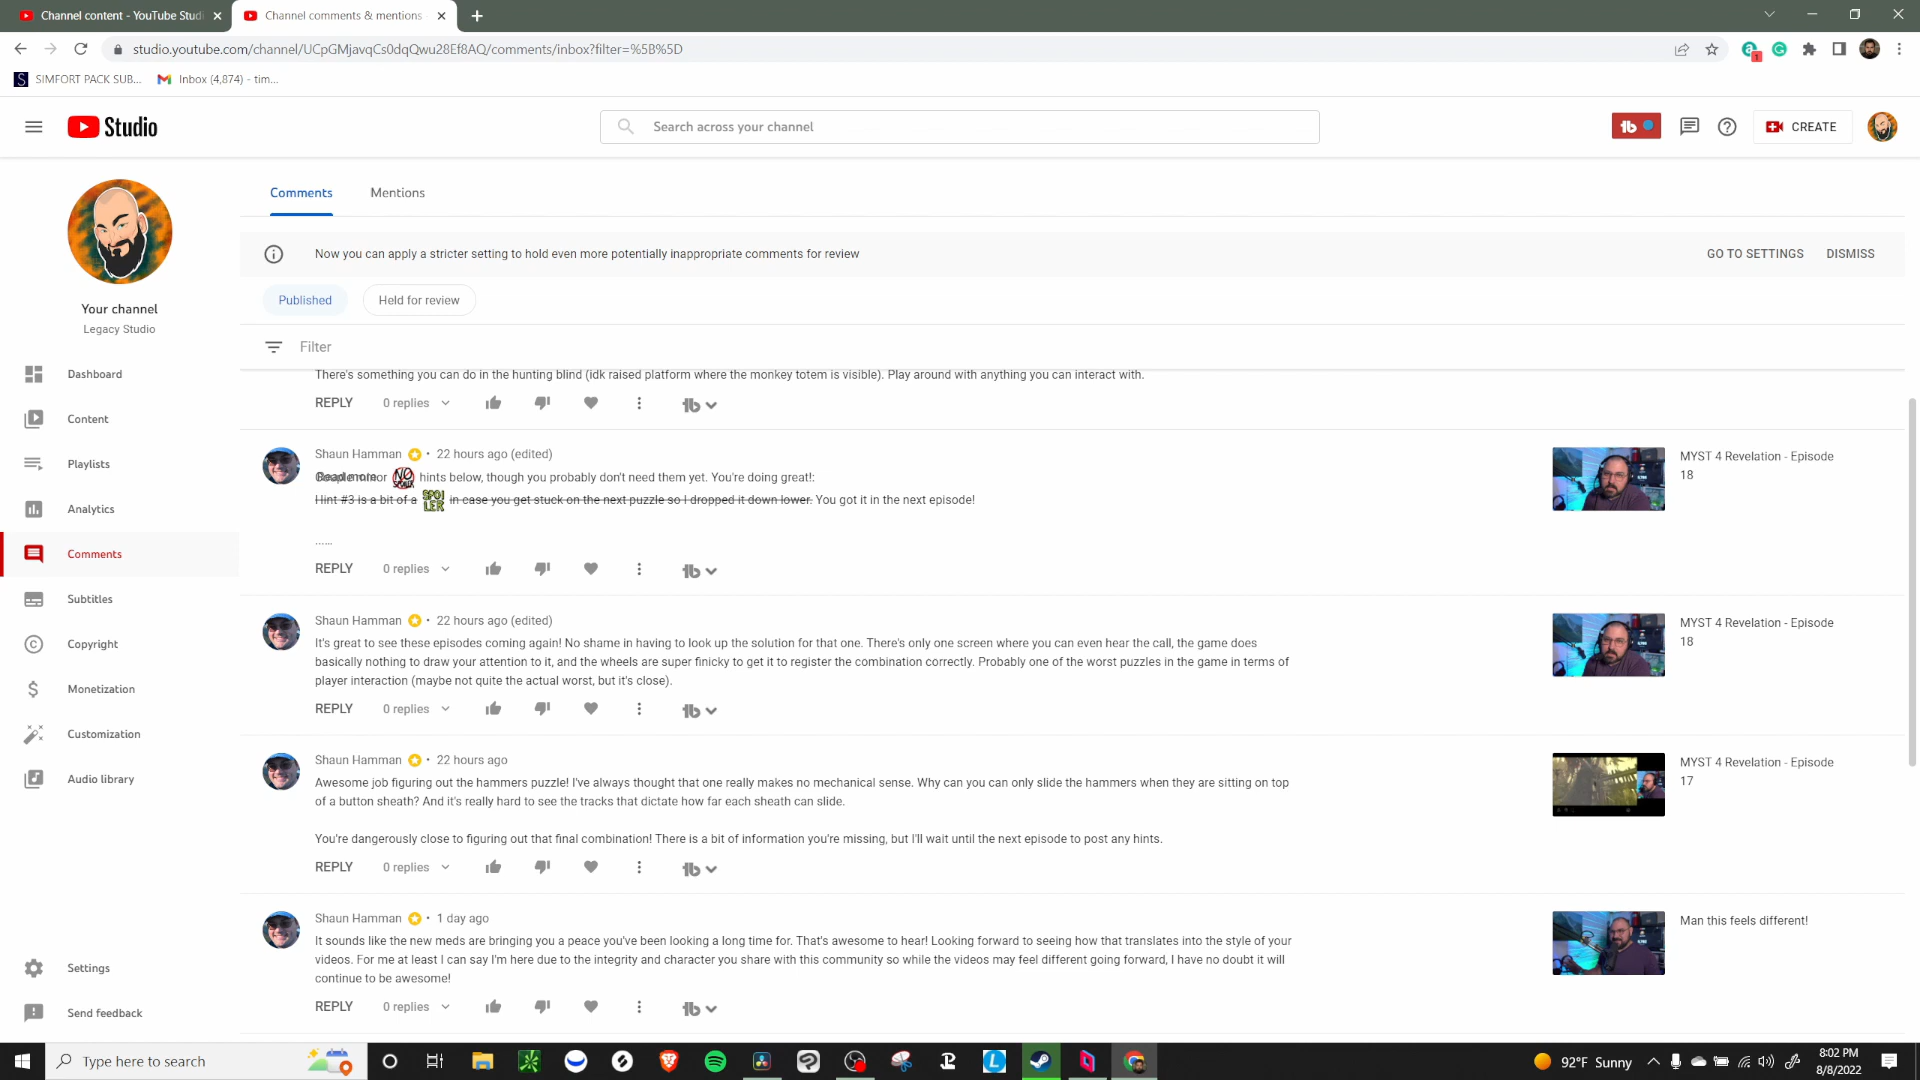 Channel content - YouTube Studi
Channel comments & mentions
studio.youtube.com/channel/UCpGMjavqCs0dqQwu28Ef8AQ/comments/inbox?filter=%5B%5D
SIMFORT PACK SUB...
Inbox (4,874) - tim...
Studio
Search across your channel
CREATE
Your channel
Legacy Studio
Dashboard
Content
Playlists
Analytics
Comments
Subtitles
Copyright
Monetization
Customization
Audio library
Settings
Send feedback
Comments
Mentions
Now you can apply a stricter setting to hold even more potentially inappropriate comments for review
GO TO SETTINGS
DISMISS
Published
Held for review
Filter
There's something you can do in the hunting blind (idk raised platform where the monkey totem is visible). Play around with anything you can interact with.
REPLY 0 replies
Shaun Hamman • 22 hours ago (edited)
NO SPOILER hints below, though you probably don't need them yet. You're doing great!:
Hint #3 is a bit of a SPOILER in case you get stuck on the next puzzle so I dropped it down lower. You got it in the next episode!
......
REPLY 0 replies
MYST 4 Revelation - Episode
18
Shaun Hamman • 22 hours ago (edited)
It's great to see these episodes coming again! No shame in having to look up the solution for that one. There's only one screen where you can even hear the call, the game does
basically nothing to draw your attention to it, and the wheels are super finicky to get it to register the combination correctly. Probably one of the worst puzzles in the game in terms of
player interaction (maybe not quite the actual worst, but it's close).
REPLY 0 replies
MYST 4 Revelation - Episode
18
Shaun Hamman • 22 hours ago
Awesome job figuring out the hammers puzzle! I've always thought that one really makes no mechanical sense. Why can you can only slide the hammers when they are sitting on top
of a button sheath? And it's really hard to see the tracks that dictate how far each sheath can slide.
You're dangerously close to figuring out that final combination! There is a bit of information you're missing, but I'll wait until the next episode to post any hints.
REPLY 0 replies
MYST 4 Revelation - Episode
17
Shaun Hamman • 1 day ago
It sounds like the new meds are bringing you a peace you've been looking a long time for. That's awesome to hear! Looking forward to seeing how that translates into the style of your
videos. For me at least I can say I'm here due to the integrity and character you share with this community so while the videos may feel different going forward, I have no doubt it will
continue to be awesome!
REPLY 0 replies
Man this feels different!
Type here to search
92°F Sunny
8:02 PM
8/8/2022